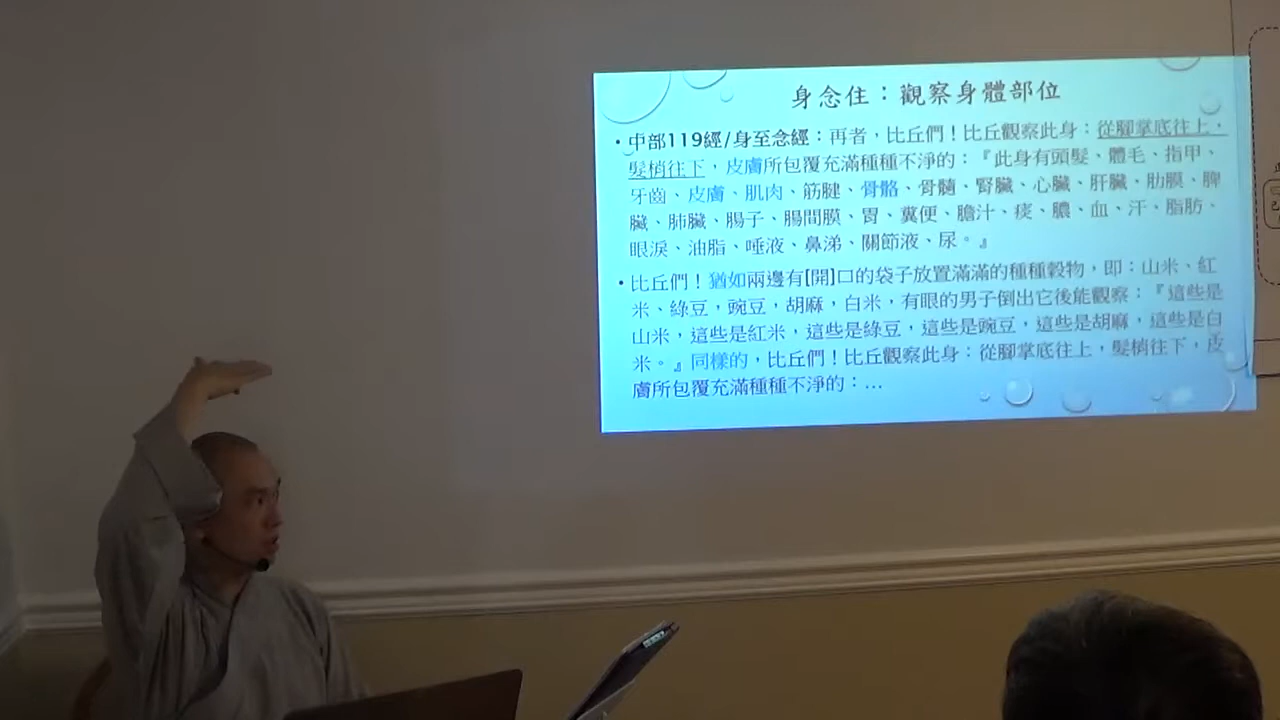 身念住：觀察身體部位
• 中部119經/身至念經：再者，比丘們！比丘觀察此身：從腳掌底往上，
髮梢往下，皮膚所包覆充滿種種不淨的：『此身有頭髮、體毛、指甲、
牙齒、皮膚、肌肉、筋腱、骨骼、骨髓、腎臟、心臟、肝臟、肋膜、脾
臟、肺臟、腸子、腸間膜、胃、糞便、膽汁、痰、膿、血、汗、脂肪、
眼淚、油脂、唾液、鼻涕、關節液、尿。』
• 比丘們！猶如兩邊有[開]口的袋子放置滿滿的種種穀物，即：山米、紅
米、綠豆，豌豆，胡麻，白米，有眼的男子倒出它後能觀察：『這些是
山米，這些是紅米，這些是綠豆，這些是豌豆，這些是胡麻，這些是白
米。』同樣的，比丘們！比丘觀察此身：從腳掌底往上，髮梢往下，皮
膚所包覆充滿種種不淨的：…